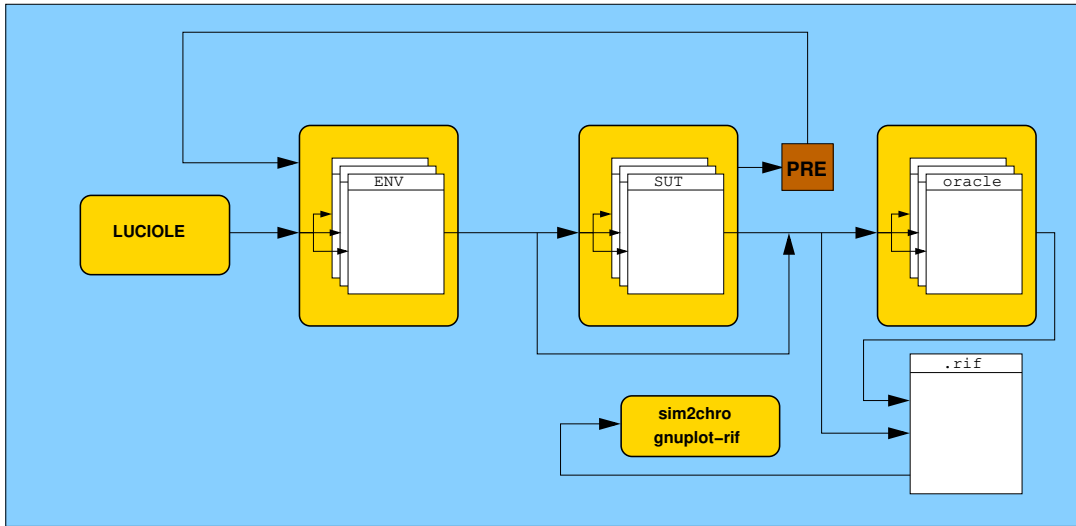 PRE
ENV
SUT
oracle
LUCIOLE
.rif
sim2chro
gnuplot–rif